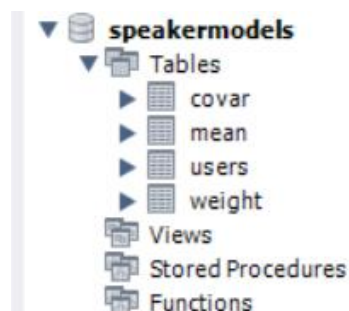 speakermodels
Tables
covar
mean
users
weight
Views
Stored Procedures
Functions